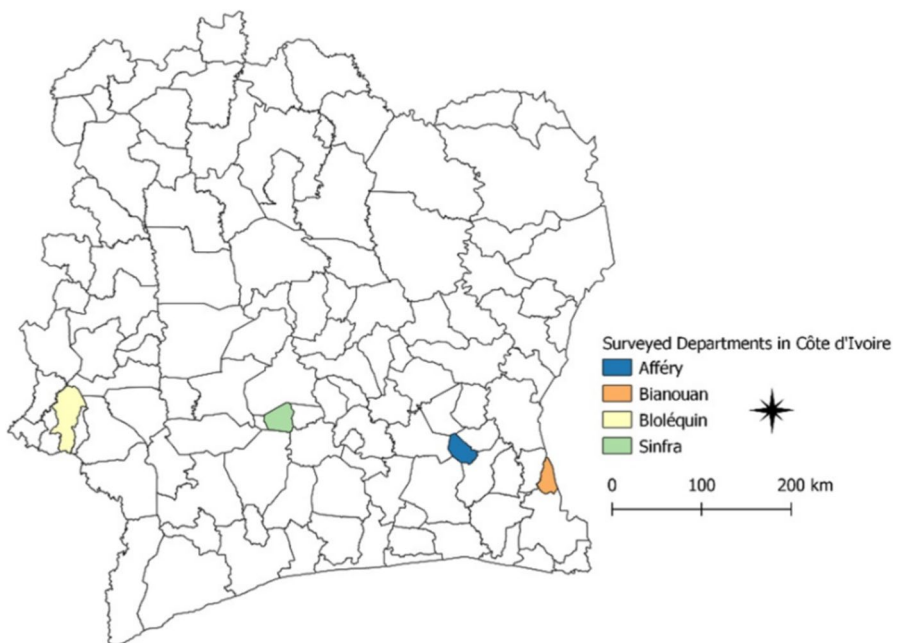 Surveyed Departments in Côte d'Ivoire
Afféry
Bianouan
Bloléquin
Sinfra
0 100 200 km